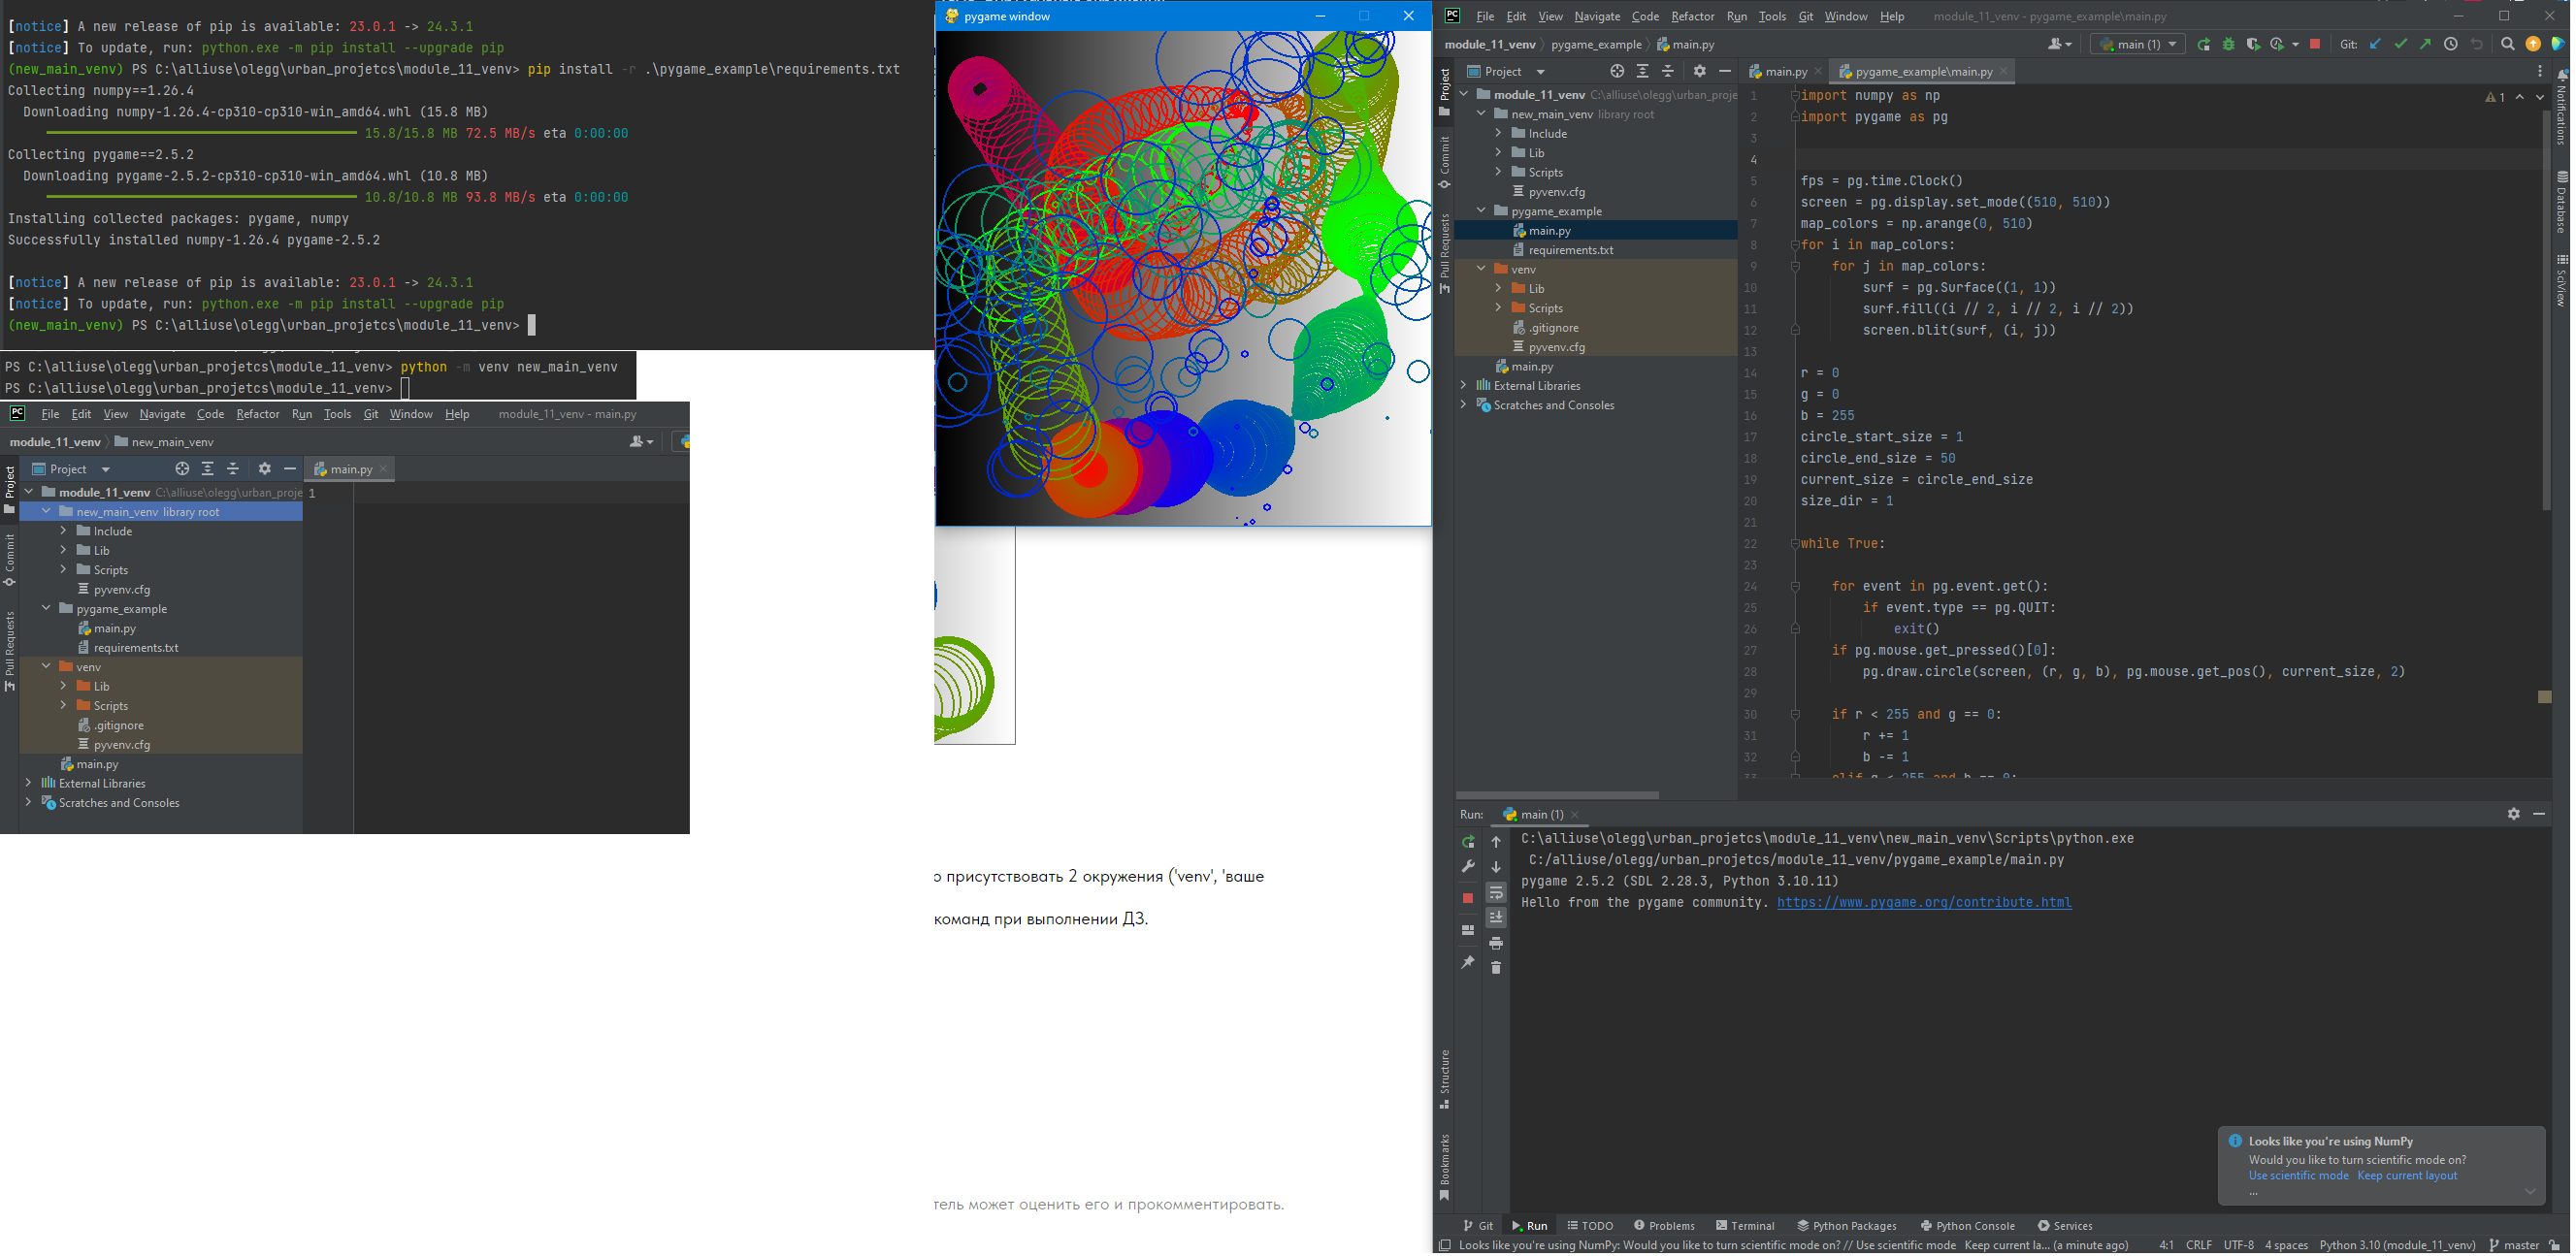 [notice] A new release of pip is available: 23.0.1 -> 24.3.1
[notice] To update, run: python.exe -m pip install --upgrade pip
(new_main_venv) PS C:\alliuse\olegg\urban_projetcs\module_11_venv> pip install -r .\pygame_example\requirements.txt
Collecting numpy==1.26.4
Downloading numpy-1.26.4-cp310-cp310-win_amd64.whl (15.8 MB)
15.8/15.8 MB 72.5 MB/s eta 0:00:00
Collecting pygame==2.5.2
Downloading pygame-2.5.2-cp310-cp310-win_amd64.whl (10.8 MB)
10.8/10.8 MB 93.8 MB/s eta 0:00:00
Installing collected packages: pygame, numpy
Successfully installed numpy-1.26.4 pygame-2.5.2
[notice] A new release of pip is available: 23.0.1 -> 24.3.1
[notice] To update, run: python.exe -m pip install --upgrade pip
(new_main_venv) PS C:\alliuse\olegg\urban_projetcs\module_11_venv>
PS C:\alliuse\olegg\urban_projetcs\module_11_venv> python -m venv new_main_venv
PS C:\alliuse\olegg\urban_projetcs\module_11_venv>
PC File Edit View Navigate Code Refactor Run Tools Git Window Help module_11_venv - main.py
module_11_venv new_main_venv
Project main.py
Project
Commit
Pull Requests
module_11_venv C:\alliuse\olegg\urban_proje
1
new_main_venv library root
Include
Lib
Scripts
pyvenv.cfg
pygame_example
main.py
requirements.txt
venv
Lib
Scripts
.gitignore
pyvenv.cfg
main.py
External Libraries
Scratches and Consoles
pygame window
о присутствовать 2 окружения ('venv', 'ваше
команд при выполнении ДЗ.
тель может оценить его и прокомментировать.
PC File Edit View Navigate Code Refactor Run Tools Git Window Help module_11_venv - pygame_example\main.py
module_11_venv pygame_example main.py
main (1) Git:
Project main.py pygame_example\main.py
Project
Commit
Pull Requests
Structure
Bookmarks
module_11_venv C:\alliuse\olegg\urban_proje
new_main_venv library root
Include
Lib
Scripts
pyvenv.cfg
pygame_example
main.py
requirements.txt
venv
Lib
Scripts
.gitignore
pyvenv.cfg
main.py
External Libraries
Scratches and Consoles
1 import numpy as np
2 import pygame as pg
3
4
5 fps = pg.time.Clock()
6 screen = pg.display.set_mode((510, 510))
7 map_colors = np.arange(0, 510)
8 for i in map_colors:
9 for j in map_colors:
10 surf = pg.Surface((1, 1))
11 surf.fill((i // 2, i // 2, i // 2))
12 screen.blit(surf, (i, j))
13
14 r = 0
15 g = 0
16 b = 255
17 circle_start_size = 1
18 circle_end_size = 50
19 current_size = circle_end_size
20 size_dir = 1
21
22 while True:
23
24 for event in pg.event.get():
25 if event.type == pg.QUIT:
26 exit()
27 if pg.mouse.get_pressed()[0]:
28 pg.draw.circle(screen, (r, g, b), pg.mouse.get_pos(), current_size, 2)
29
30 if r < 255 and g == 0:
31 r += 1
32 b -= 1
33 elif g < 255 and b == 0:
1
Notifications
Database
SciView
Run: main (1)
C:\alliuse\olegg\urban_projetcs\module_11_venv\new_main_venv\Scripts\python.exe
C:/alliuse/olegg/urban_projetcs/module_11_venv/pygame_example/main.py
pygame 2.5.2 (SDL 2.28.3, Python 3.10.11)
Hello from the pygame community. https://www.pygame.org/contribute.html
Looks like you're using NumPy
Would you like to turn scientific mode on?
Use scientific mode Keep current layout
...
Git Run TODO Problems Terminal Python Packages Python Console Services
Looks like you're using NumPy: Would you like to turn scientific mode on? // Use scientific mode Keep current la... (a minute ago) 4:1 CRLF UTF-8 4 spaces Python 3.10 (module_11_venv) master